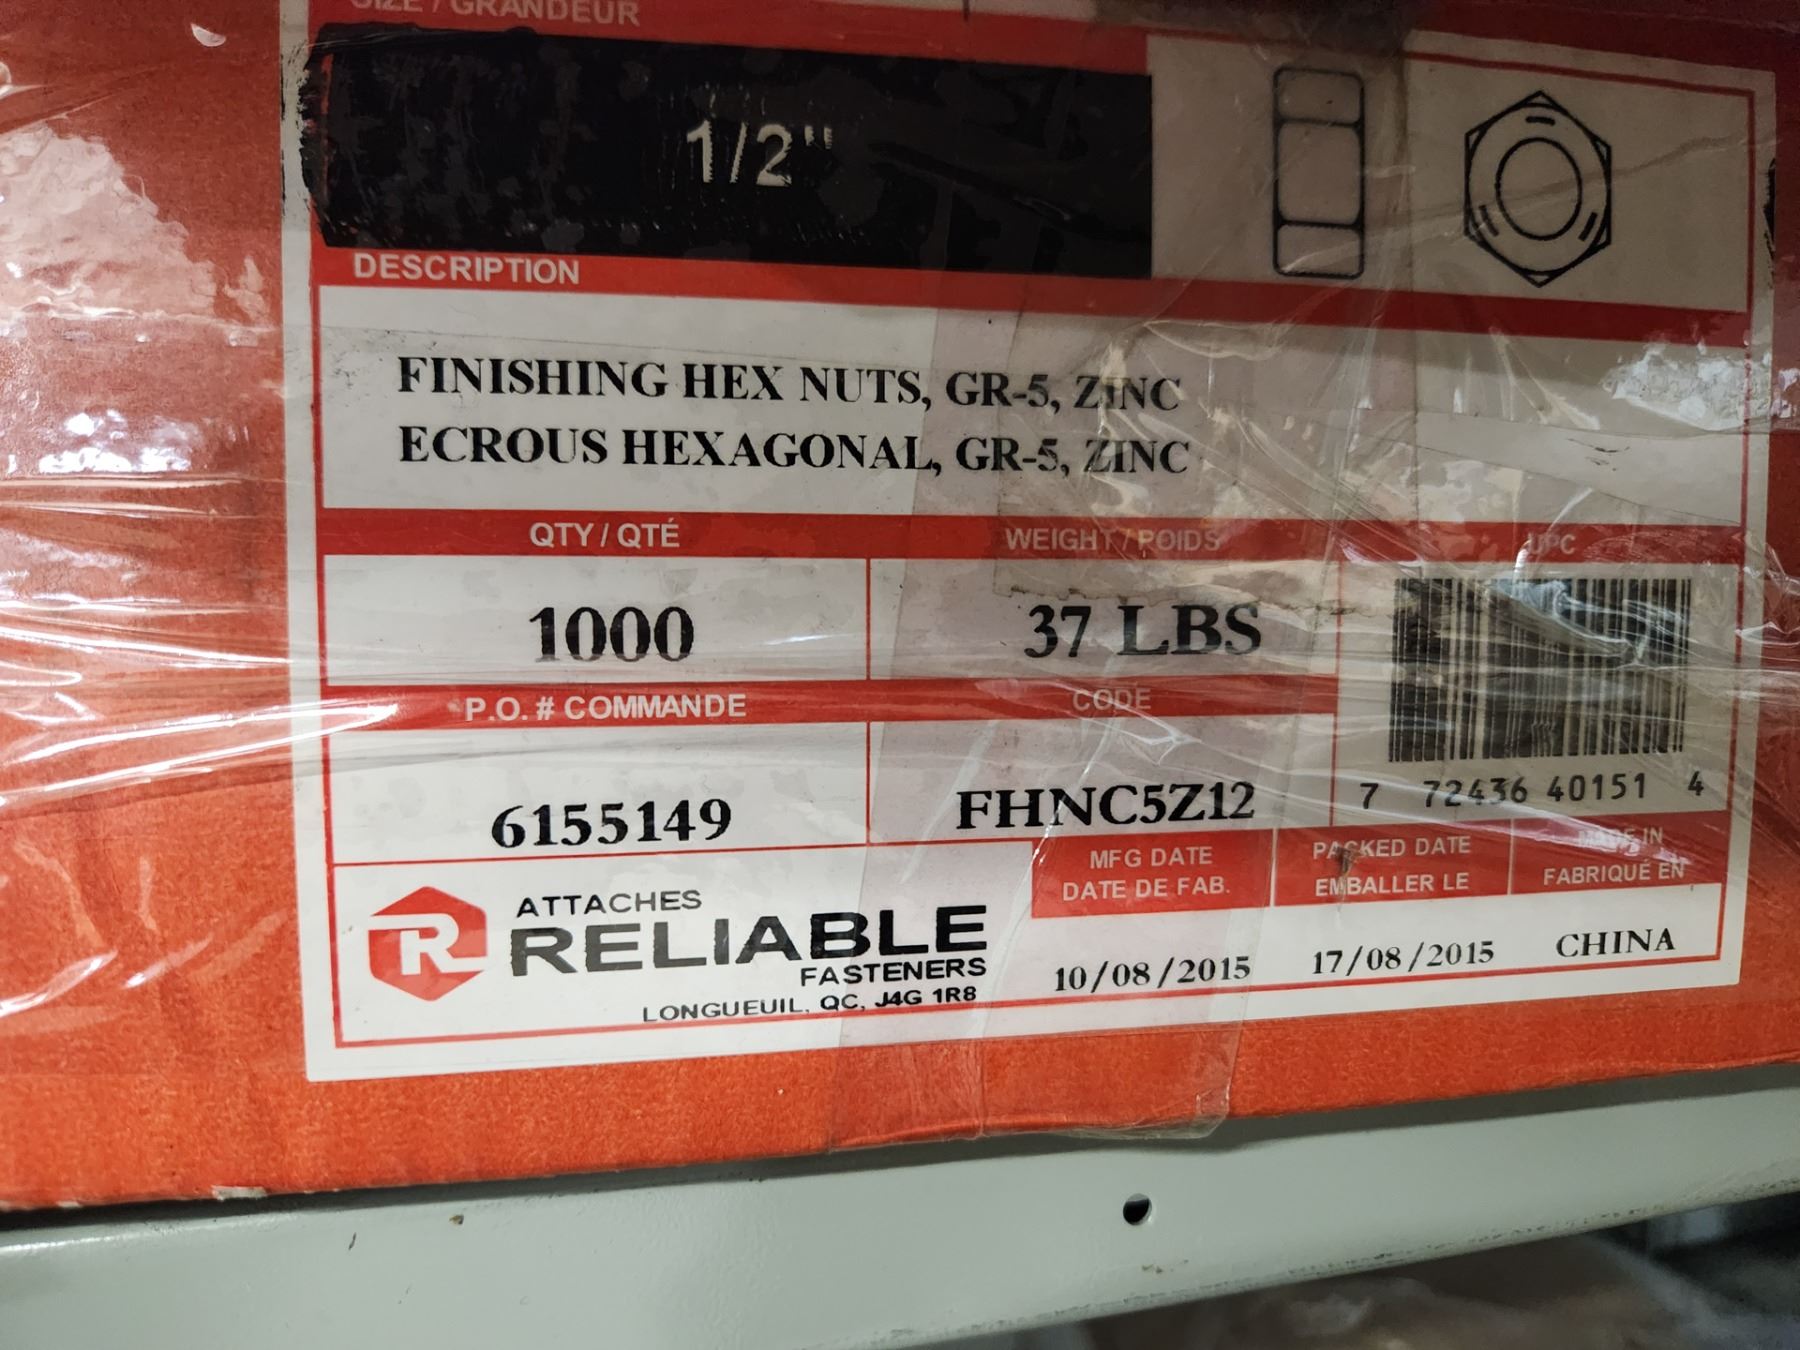 SIZE / GRANDEUR
1/2"
DESCRIPTION
FINISHING HEX NUTS, GR-5, ZINC
ECROUS HEXAGONAL, GR-5, ZINC
QTY / QTÉ
WEIGHT / POIDS
UPC
1000
37 LBS
P.O. # COMMANDE
CODE
7 72436 40151 4
6155149
FHNC5Z12
MFG DATE
DATE DE FAB.
PACKED DATE
EMBALLER LE
MADE IN
FABRIQUÉ EN
R
ATTACHES
RELIABLE
FASTENERS
LONGUEUIL, QC, J4G 1R8
10/08/2015
17/08/2015
CHINA